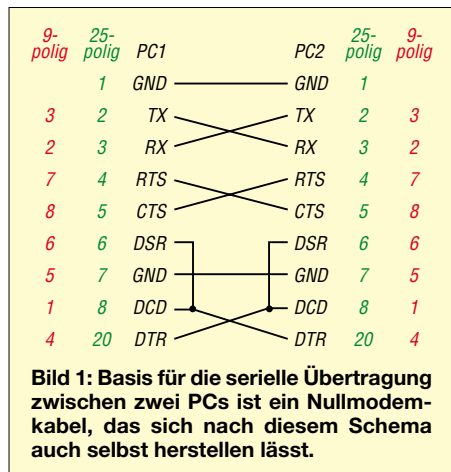 9-polig 25-polig PC1 PC2 25-polig 9-polig
1 GND GND 1
3 2 TX TX 2 3
2 3 RX RX 3 2
7 4 RTS RTS 4 7
8 5 CTS CTS 5 8
6 6 DSR DSR 6 6
5 7 GND GND 7 5
1 8 DCD DCD 8 1
4 20 DTR DTR 20 4
Bild 1: Basis für die serielle Übertragung
zwischen zwei PCs ist ein Nullmodem-
kabel, das sich nach diesem Schema
auch selbst herstellen lässt.